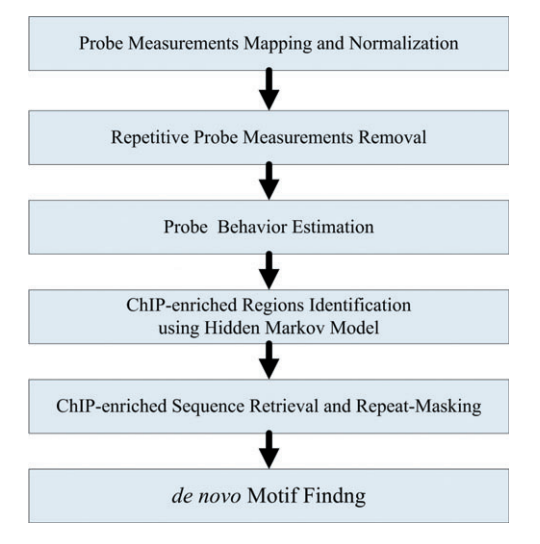 Probe Measurements Mapping and Normalization
Repetitive Probe Measurements Removal
Probe Behavior Estimation
ChIP-enriched Regions Identification
using Hidden Markov Model
ChIP-enriched Sequence Retrieval and Repeat-Masking
de novo Motif Findng